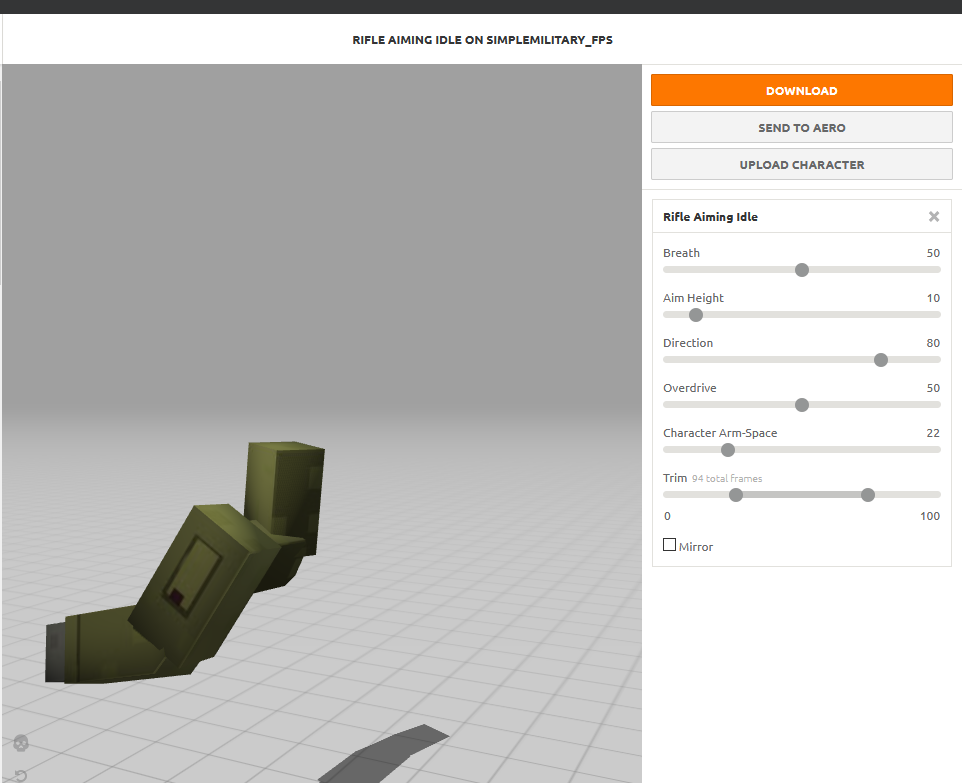 RIFLE AIMING IDLE ON SIMPLEMILITARY_FPS
DOWNLOAD
SEND TO AERO
UPLOAD CHARACTER
Rifle Aiming Idle
Breath 50
Aim Height 10
Direction 80
Overdrive 50
Character Arm-Space 22
Trim 94 total frames
0 100
Mirror